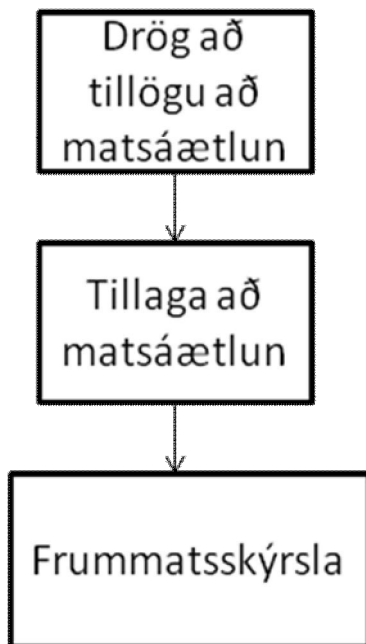 Drög að
tillögu að
matsáætlun
Tillaga að
matsáætlun
Frummatsskýrsla